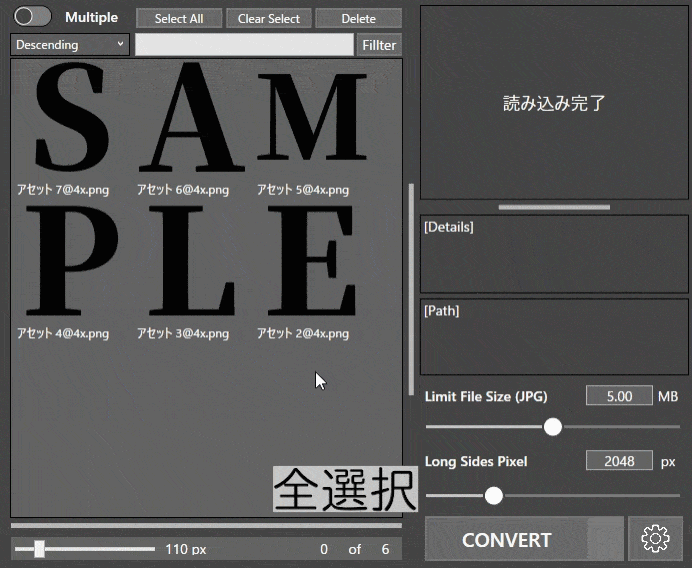 Multiple
Select All
Clear Select
Delete
Descending
Fillter
SAM
アセット 7@4x.png
アセット 6@4x.png
アセット 5@4x.png
PLE
アセット 4@4x.png
アセット 3@4x.png
アセット 2@4x.png
全選択
110 px
0 of 6
読み込み完了
[Details]
[Path]
Limit File Size (JPG)
5.00 MB
Long Sides Pixel
2048 px
CONVERT